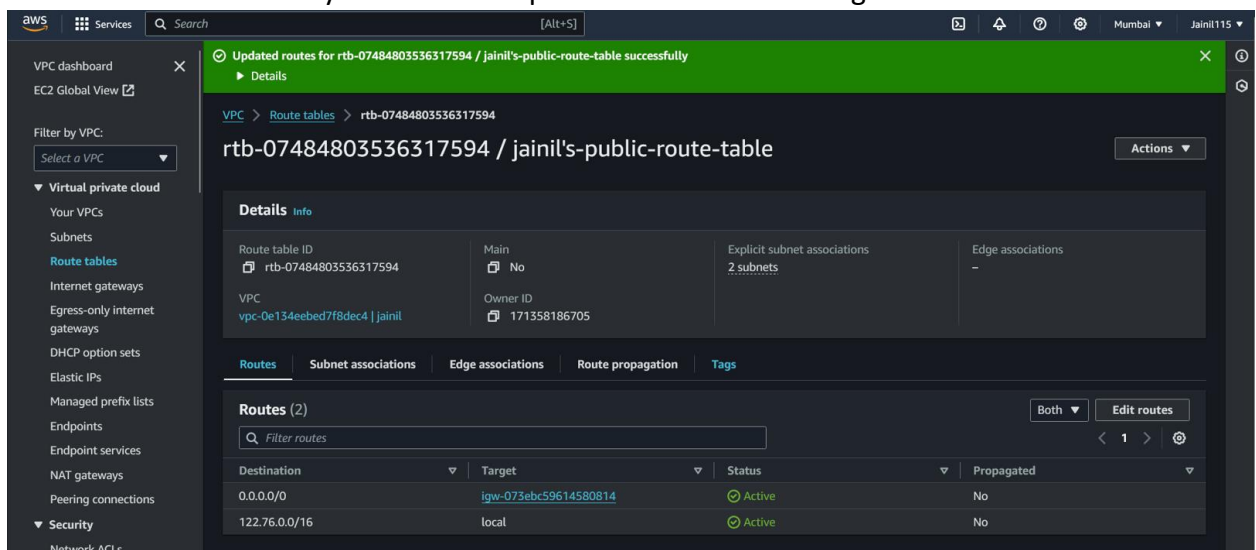 aws Services Search [Alt+S] Mumbai ▼ Jainil115 ▼
VPC dashboard
EC2 Global View
Filter by VPC:
Select a VPC
Virtual private cloud
Your VPCs
Subnets
Route tables
Internet gateways
Egress-only internet
gateways
DHCP option sets
Elastic IPs
Managed prefix lists
Endpoints
Endpoint services
NAT gateways
Peering connections
Security
Network ACLs
Updated routes for rtb-07484803536317594 / jainil's-public-route-table successfully
Details
VPC > Route tables > rtb-07484803536317594
rtb-07484803536317594 / jainil's-public-route-table Actions ▼
Details Info
Route table ID Main Explicit subnet associations Edge associations
rtb-07484803536317594 No 2 subnets –
VPC Owner ID
vpc-0e134eebed7f8dec4 | jainil 171358186705
Routes Subnet associations Edge associations Route propagation Tags
Routes (2) Both ▼ Edit routes
Filter routes < 1 >
Destination Target Status Propagated
0.0.0.0/0 igw-073ebc59614580814 Active No
122.76.0.0/16 local Active No